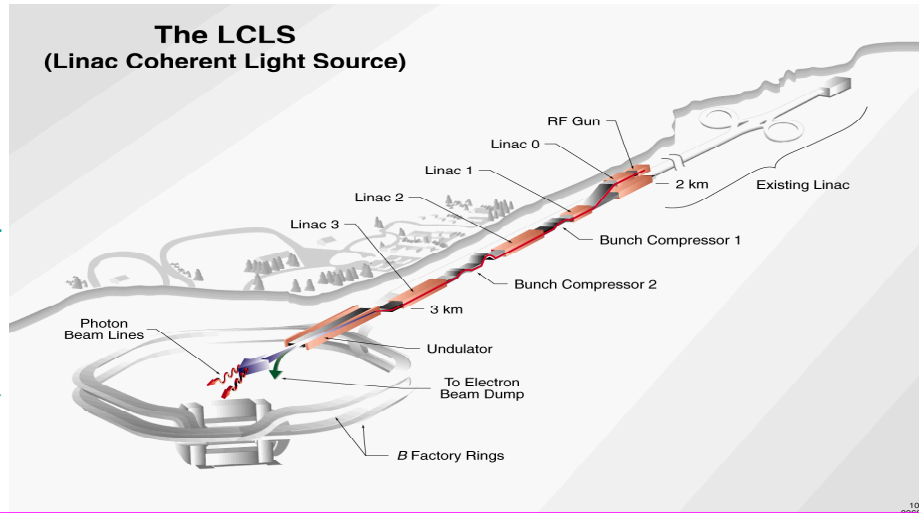 The LCLS
(Linac Coherent Light Source)
RF Gun
Linac 0
Linac 1
Linac 2
Linac 3
2 km
Existing Linac
Bunch Compressor 1
Bunch Compressor 2
3 km
Photon
Beam Lines
Undulator
To Electron
Beam Dump
B Factory Rings